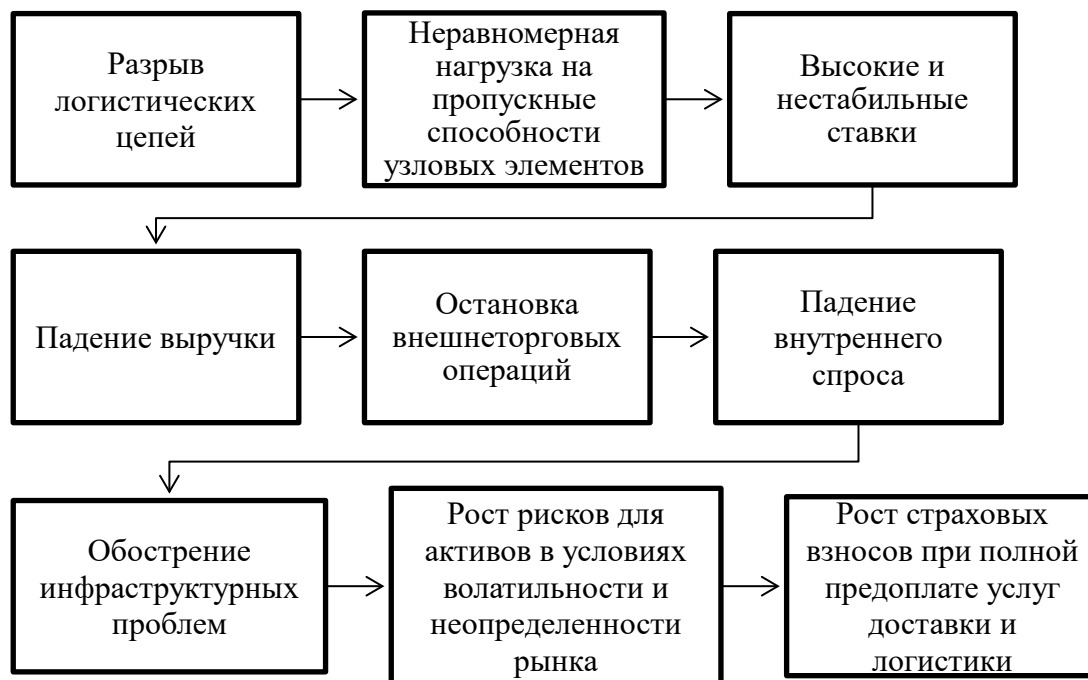 Разрыв
логистических
цепей
Неравномерная
нагрузка на
пропускные
способности
узловых элементов
Высокие и
нестабильные
ставки
Падение выручки
Остановка
внешнеторговых
операций
Падение
внутреннего
спроса
Обострение
инфраструктурных
проблем
Рост рисков для
активов в условиях
волатильности и
неопределенности
рынка
Рост страховых
взносов при полной
предоплате услуг
доставки и
логистики